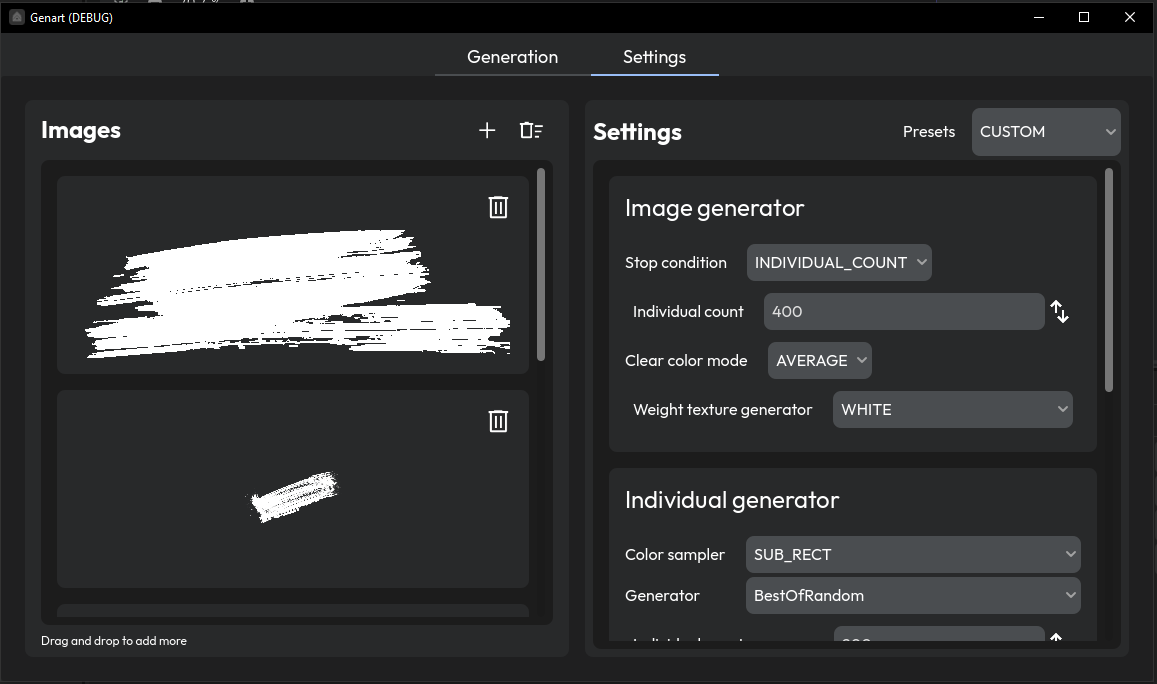 Genart (DEBUG)
Generation
Settings
Images
Settings
Presets
CUSTOM
Image generator
Stop condition
INDIVIDUAL_COUNT
Individual count
400
Clear color mode
AVERAGE
Weight texture generator
WHITE
Individual generator
Color sampler
SUB_RECT
Generator
BestOfRandom
Drag and drop to add more